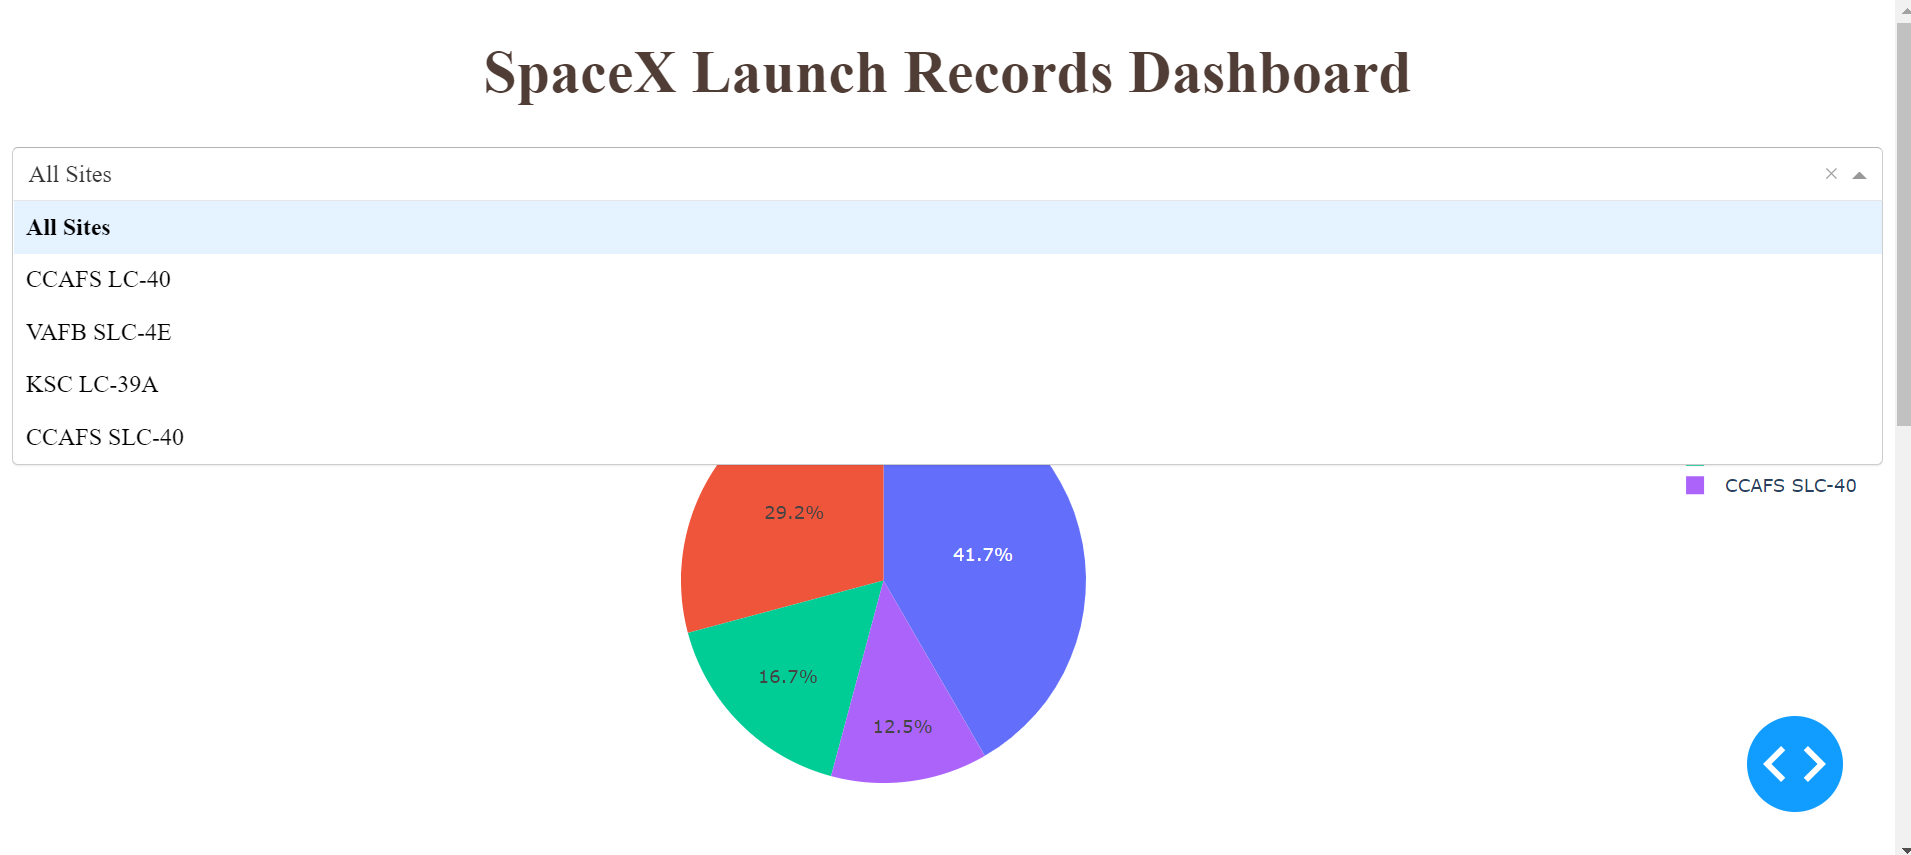 SpaceX Launch Records Dashboard
All Sites
All Sites
CCAFS LC-40
VAFB SLC-4E
KSC LC-39A
CCAFS SLC-40
CCAFS SLC-40
29.2%
41.7%
16.7%
12.5%